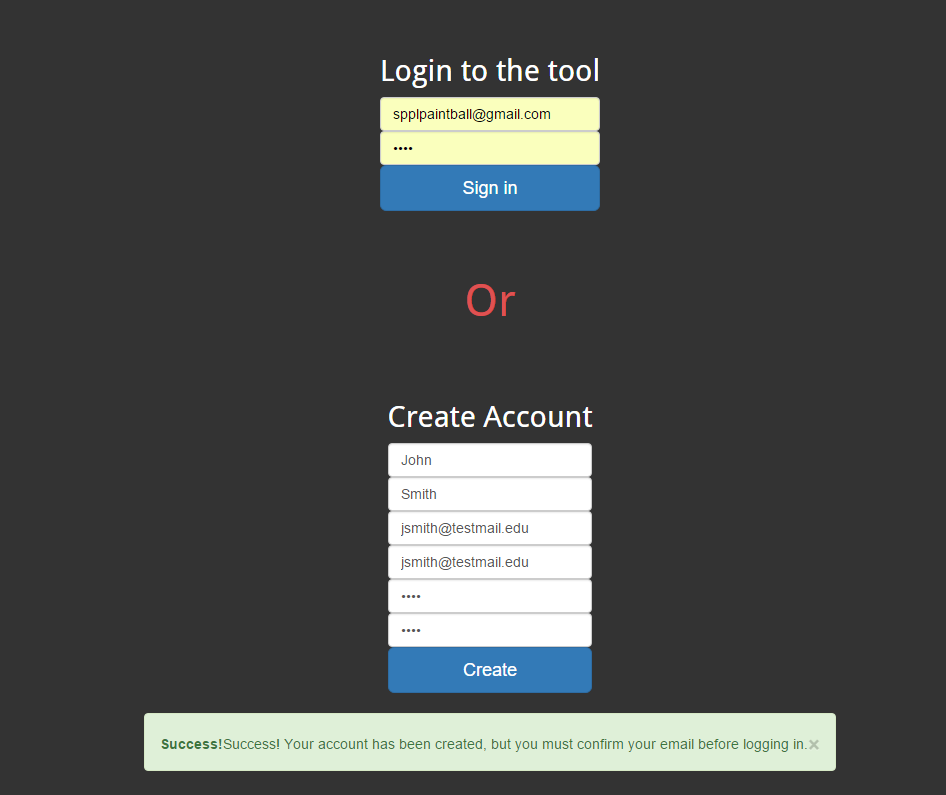 Login to the tool
spplpaintball@gmail.com
••••
Sign in
Or
Create Account
John
Smith
jsmith@testmail.edu
jsmith@testmail.edu
••••
••••
Create
Success!Success! Your account has been created, but you must confirm your email before logging in.×